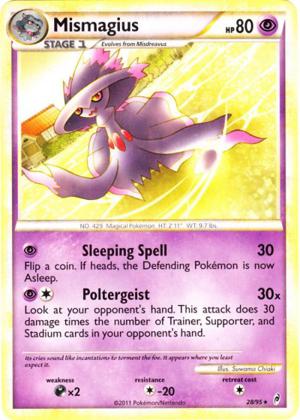 Mismagius
HP 80
STAGE 1
Evolves from Misdreavus
NO. 429 Magical Pokémon HT: 2'11" WT: 9.7 lbs.
Sleeping Spell 30
Flip a coin. If heads, the Defending Pokémon is now
Asleep.
Poltergeist 30x
Look at your opponent's hand. This attack does 30
damage times the number of Trainer, Supporter, and
Stadium cards in your opponent's hand.
Its cries sound like incantations to torment the foe. It appears where you least
expect it.
Illus. Suwama Chiaki
weakness resistance retreat cost
×2 -20
©2011 Pokémon/Nintendo
28/95 ★